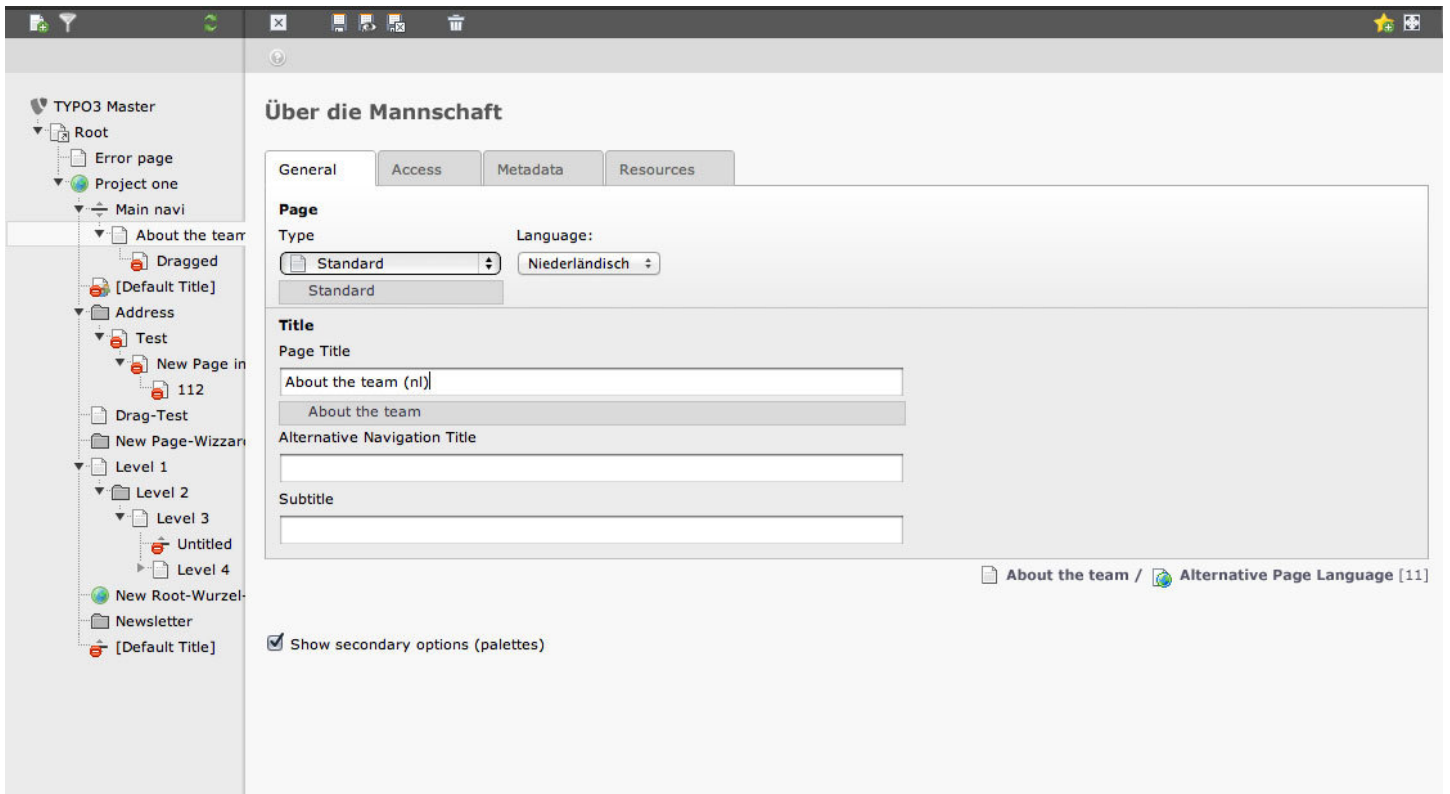 TYPO3 Master
Root
Error page
Project one
Main navi
About the team
Dragged
[Default Title]
Address
Test
New Page in
112
Drag-Test
New Page-Wizzar
Level 1
Level 2
Level 3
Untitled
Level 4
New Root-Wurzel-
Newsletter
[Default Title]
Über die Mannschaft
General Access Metadata Resources
Page
Type Language:
Standard Niederländisch
Standard
Title
Page Title
About the team (nl)
About the team
Alternative Navigation Title
Subtitle
About the team / Alternative Page Language [11]
Show secondary options (palettes)